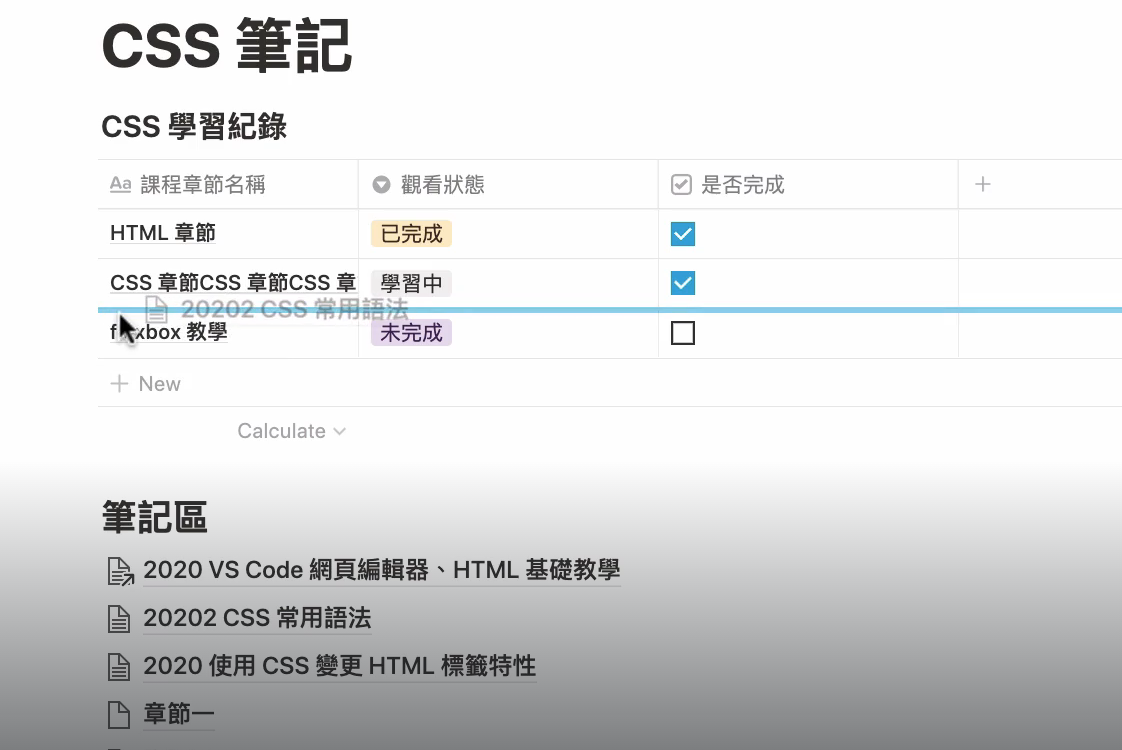 CSS 筆記
CSS 學習紀錄
Aa 課程章節名稱 觀看狀態 是否完成
HTML 章節 已完成
CSS 章節CSS 章節CSS 章 學習中
20202 CSS 常用語法
教學 未完成
New
Calculate
筆記區
2020 VS Code 網頁編輯器、HTML 基礎教學
20202 CSS 常用語法
2020 使用 CSS 變更 HTML 標籤特性
章節一